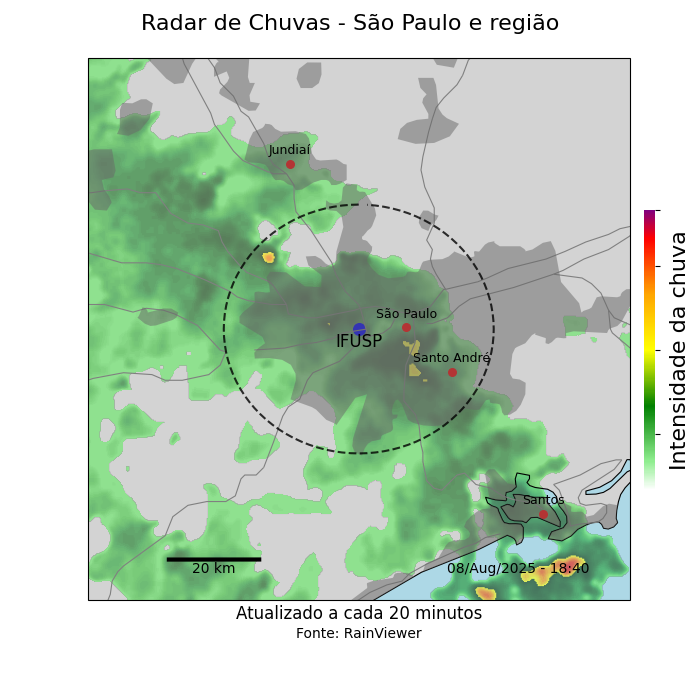 Radar de Chuvas - São Paulo e região
Jundiaí
São Paulo
IFUSP
Santo André
Santos
20 km
08/Aug/2025 - 18:40
Intensidade da chuva
Atualizado a cada 20 minutos
Fonte: RainViewer